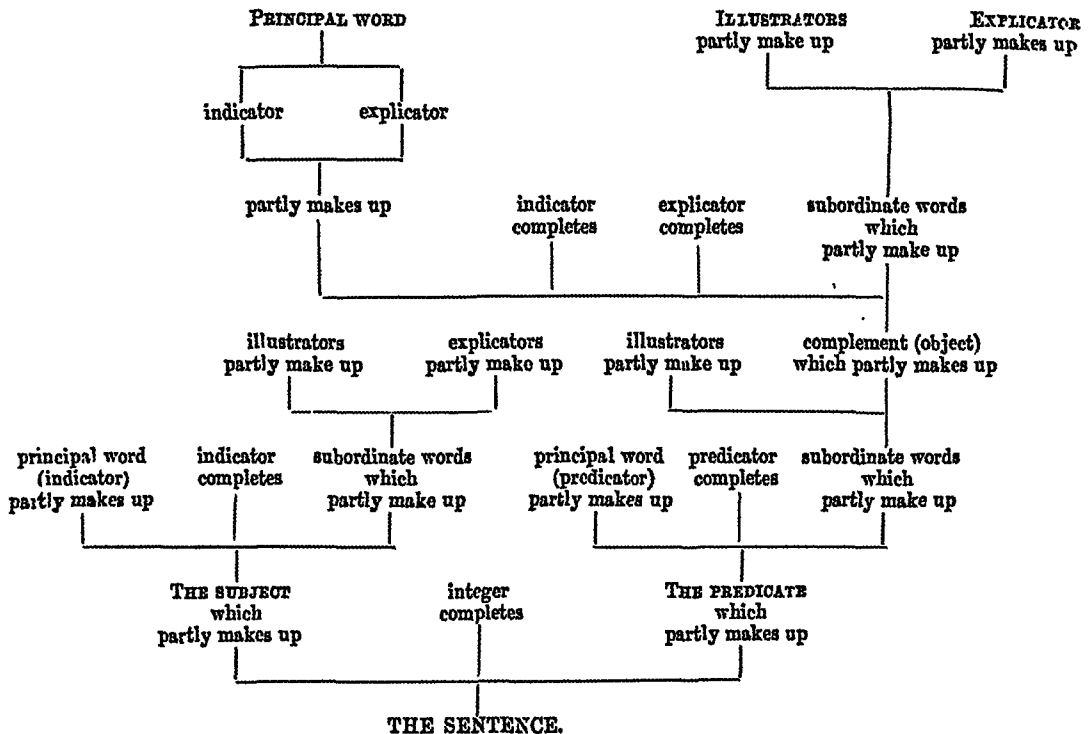 PRINCIPAL WORD
ILLUSTRATORS
partly make up
EXPLICATOR
partly makes up
indicator
explicator
partly makes up
indicator
completes
explicator
completes
subordinate words
which
partly make up
illustrators
partly make up
explicators
partly make up
illustrators
partly make up
complement (object)
which partly makes up
principal word
(indicator)
partly makes up
indicator
completes
subordinate words
which
partly make up
principal word
(predicator)
partly makes up
predicator
completes
subordinate words
which
partly make up
THE SUBJECT
which
partly makes up
integer
completes
THE PREDICATE
which
partly makes up
THE SENTENCE.